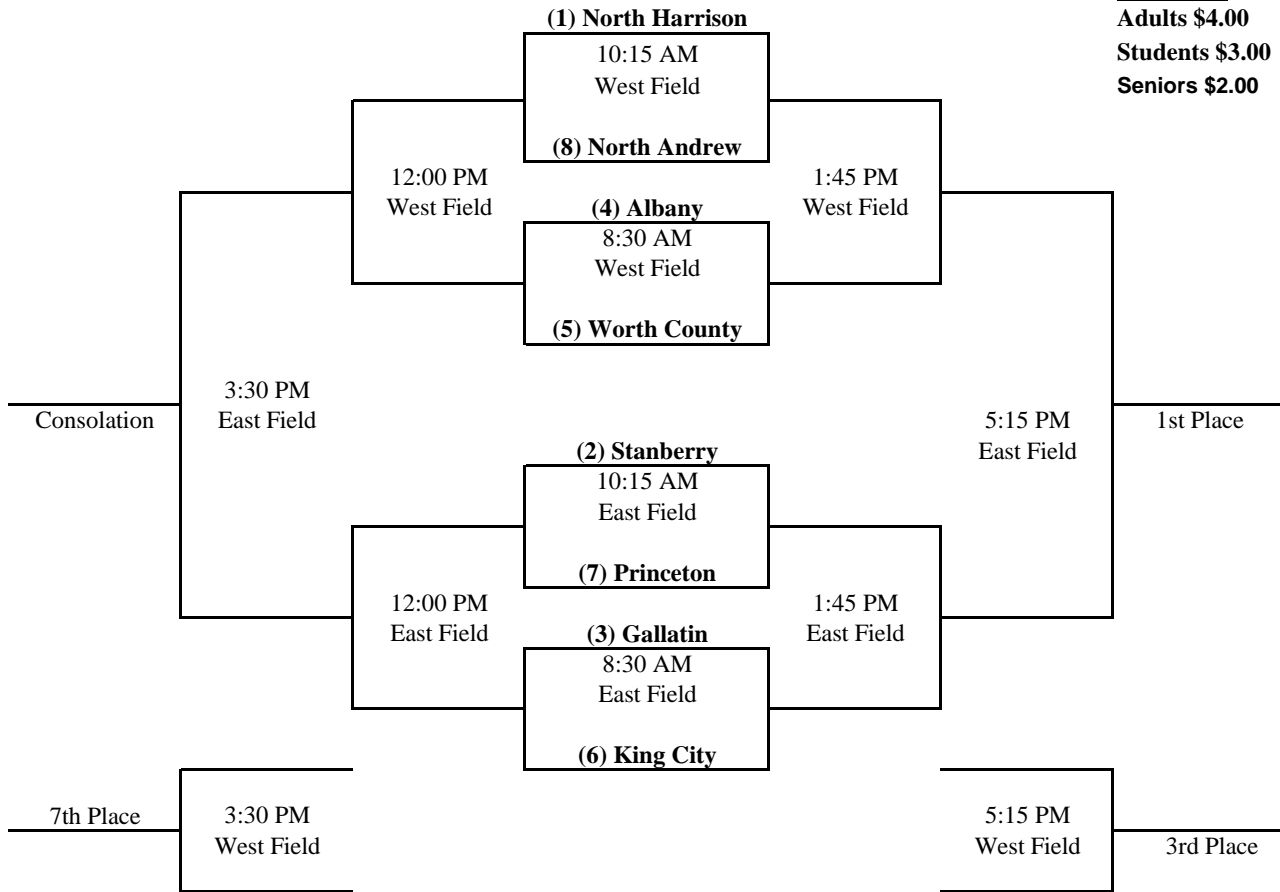 (1) North Harrison
Adults $4.00
10:15 AM
Students $3.00
West Field
Seniors $2.00
(8) North Andrew
12:00 PM
1:45 PM
West Field
West Field
(4) Albany
8:30 AM
West Field
(5) Worth County
3:30 PM
East Field
Consolation
5:15 PM
East Field
1st Place
(2) Stanberry
10:15 AM
East Field
(7) Princeton
12:00 PM
1:45 PM
East Field
East Field
(3) Gallatin
8:30 AM
East Field
(6) King City
7th Place
3:30 PM
West Field
5:15 PM
West Field
3rd Place